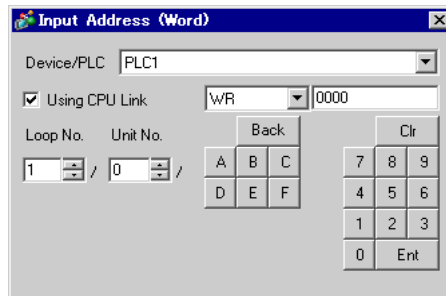 Input Address (Word)
Device/PLC PLC1
Using CPU Link WR 0000
Loop No. Unit No. Back Clr
1 / 0 / A B C 7 8 9
D E F 4 5 6
1 2 3
0 Ent